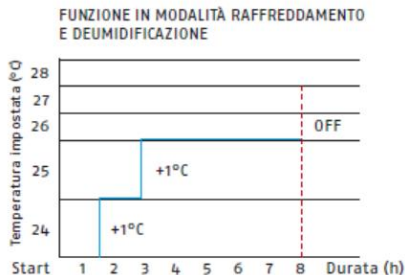 FUNZIONE IN MODALITÀ RAFFREDDAMENTO
E DEUMIDIFICAZIONE
Temperatura impostata (°C)
28
27
26
OFF
25
+1°C
24
+1°C
Start 1 2 3 4 5 6 7 8 Durata (h)